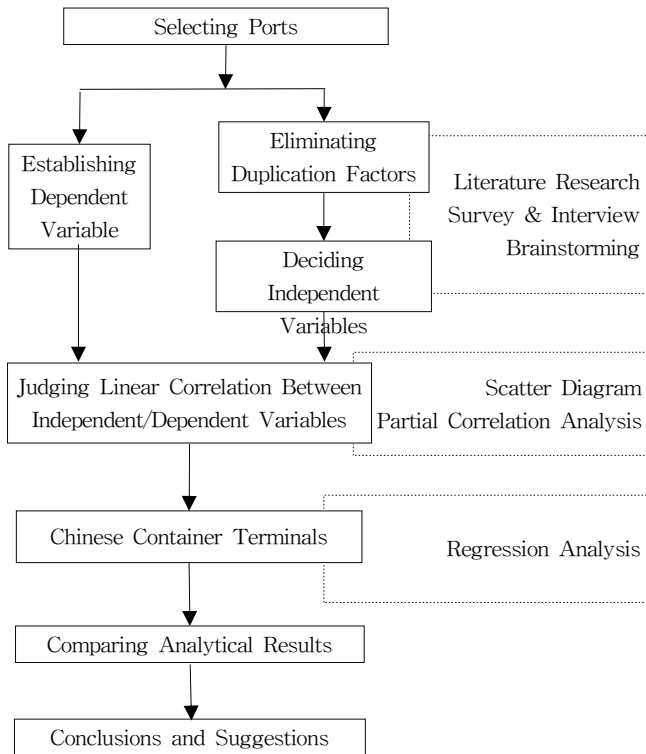 Selecting Ports
Eliminating
Duplication Factors
Establishing
Dependent
Variable
Literature Research
Survey & Interview
Brainstorming
Deciding
Independent
Variables
Judging Linear Correlation Between
Independent/Dependent Variables
Scatter Diagram
Partial Correlation Analysis
Chinese Container Terminals
Regression Analysis
Comparing Analytical Results
Conclusions and Suggestions